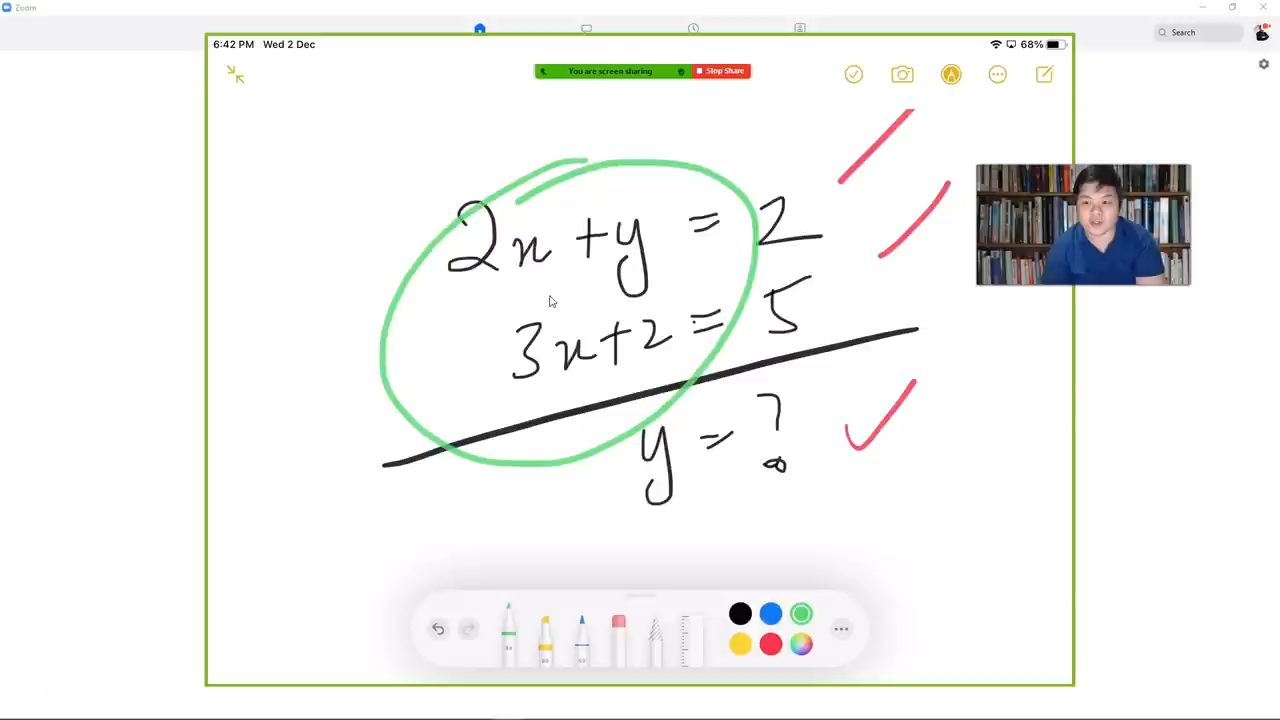 Zoom
Search
6:42 PM Wed 2 Dec
68%
You are screen sharing
Stop Share
2x + y = 2
3x + 2 = 5
y = ?